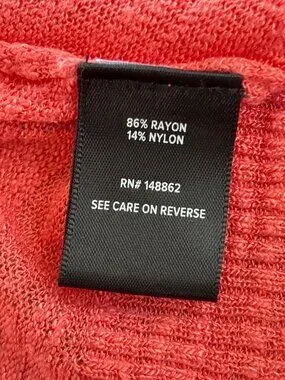 86% RAYON
14% NYLON
RN# 148862
SEE CARE ON REVERSE